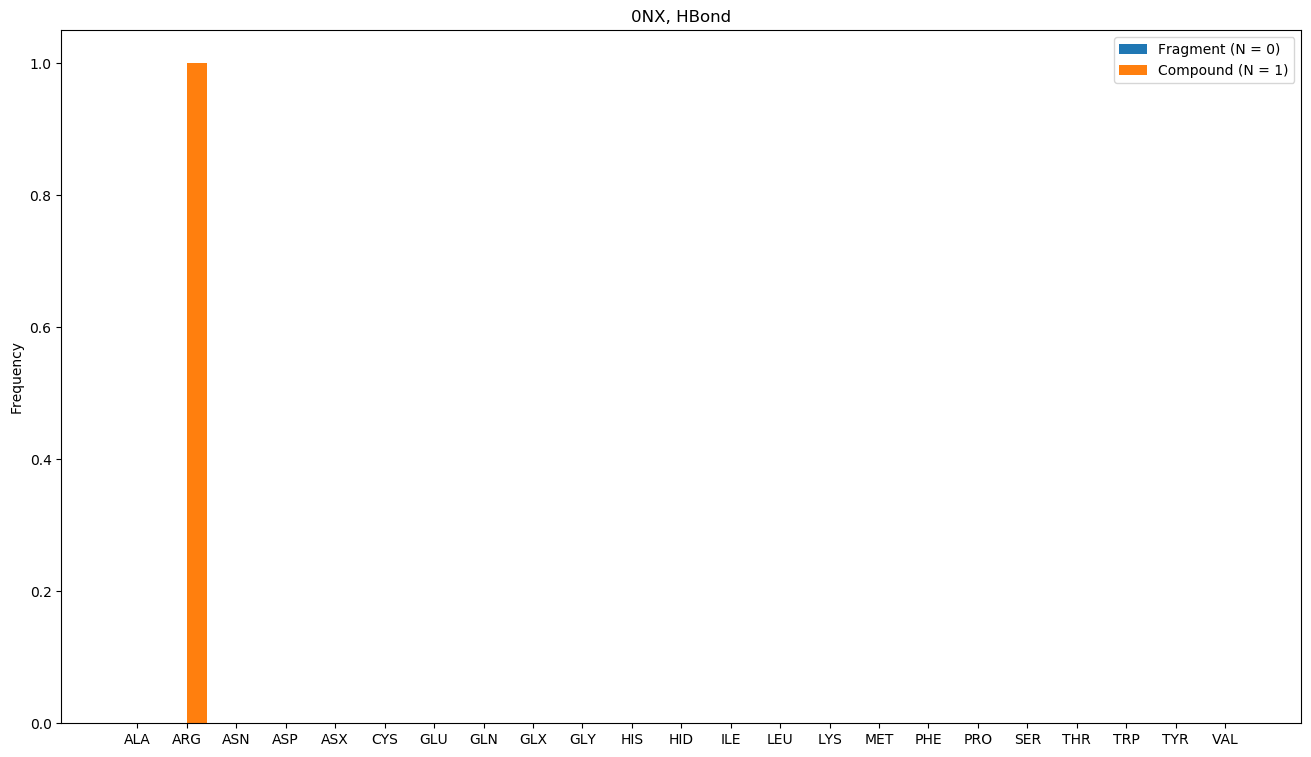 0NX, HBond
Fragment (N = 0)
Compound (N = 1)
Frequency
1.0
0.8
0.6
0.4
0.2
0.0
ALA ARG ASN ASP ASX CYS GLU GLN GLX GLY HIS HID ILE LEU LYS MET PHE PRO SER THR TRP TYR VAL